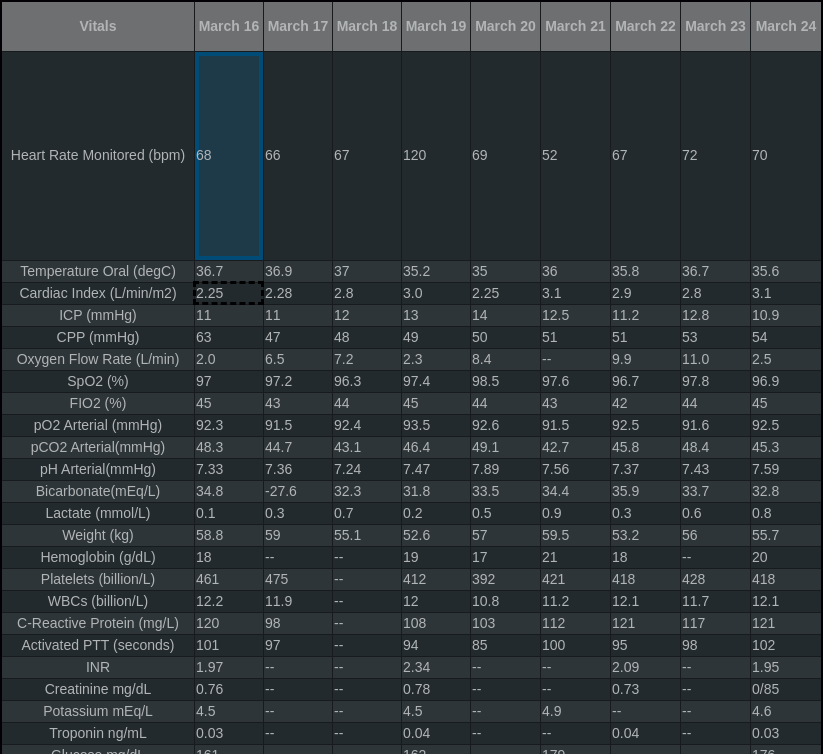 Vitals March 16 March 17 March 18 March 19 March 20 March 21 March 22 March 23 March 24
Heart Rate Monitored (bpm) 68 66 67 120 69 52 67 72 70
Temperature Oral (degC) 36.7 36.9 37 35.2 35 36 35.8 36.7 35.6
Cardiac Index (L/min/m2) 2.25 2.28 2.8 3.0 2.25 3.1 2.9 2.8 3.1
ICP (mmHg) 11 11 12 13 14 12.5 11.2 12.8 10.9
CPP (mmHg) 63 47 48 49 50 51 51 53 54
Oxygen Flow Rate (L/min) 2.0 6.5 7.2 2.3 8.4 -- 9.9 11.0 2.5
SpO2 (%) 97 97.2 96.3 97.4 98.5 97.6 96.7 97.8 96.9
FIO2 (%) 45 43 44 45 44 43 42 44 45
pO2 Arterial (mmHg) 92.3 91.5 92.4 93.5 92.6 91.5 92.5 91.6 92.5
pCO2 Arterial(mmHg) 48.3 44.7 43.1 46.4 49.1 42.7 45.8 48.4 45.3
pH Arterial(mmHg) 7.33 7.36 7.24 7.47 7.89 7.56 7.37 7.43 7.59
Bicarbonate(mEq/L) 34.8 -27.6 32.3 31.8 33.5 34.4 35.9 33.7 32.8
Lactate (mmol/L) 0.1 0.3 0.7 0.2 0.5 0.9 0.3 0.6 0.8
Weight (kg) 58.8 59 55.1 52.6 57 59.5 53.2 56 55.7
Hemoglobin (g/dL) 18 -- -- 19 17 21 18 -- 20
Platelets (billion/L) 461 475 -- 412 392 421 418 428 418
WBCs (billion/L) 12.2 11.9 -- 12 10.8 11.2 12.1 11.7 12.1
C-Reactive Protein (mg/L) 120 98 -- 108 103 112 121 117 121
Activated PTT (seconds) 101 97 -- 94 85 100 95 98 102
INR 1.97 -- -- 2.34 -- -- 2.09 -- 1.95
Creatinine mg/dL 0.76 -- -- 0.78 -- -- 0.73 -- 0/85
Potassium mEq/L 4.5 -- -- 4.5 -- 4.9 -- -- 4.6
Troponin ng/mL 0.03 -- -- 0.04 -- -- 0.04 -- 0.03